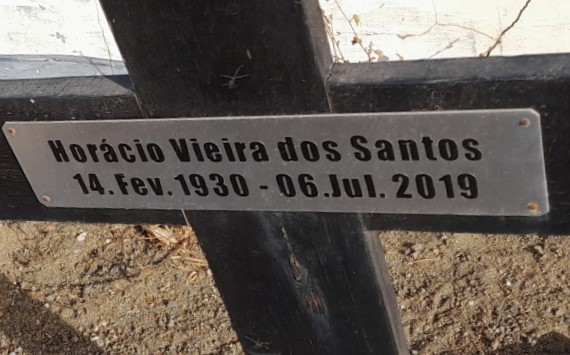 Horácio Vieira dos Santos
14. Fev. 1930 - 06. Jul. 2019